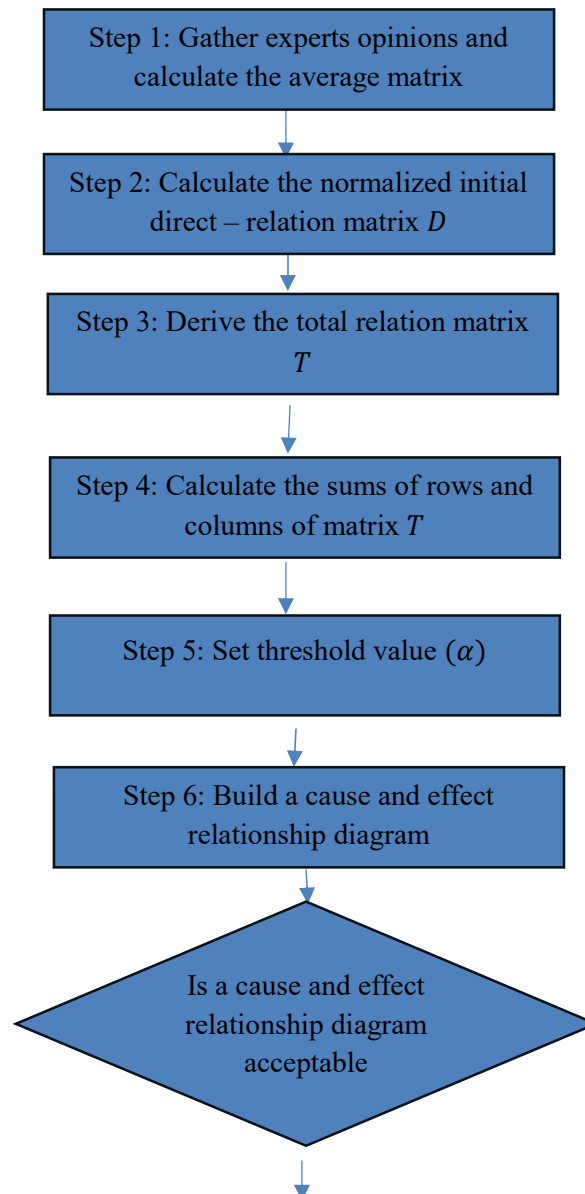 Step 1: Gather experts opinions and
calculate the average matrix
Step 2: Calculate the normalized initial
direct – relation matrix D
Step 3: Derive the total relation matrix
T
Step 4: Calculate the sums of rows and
columns of matrix T
Step 5: Set threshold value (α)
Step 6: Build a cause and effect
relationship diagram
Is a cause and effect
relationship diagram
acceptable